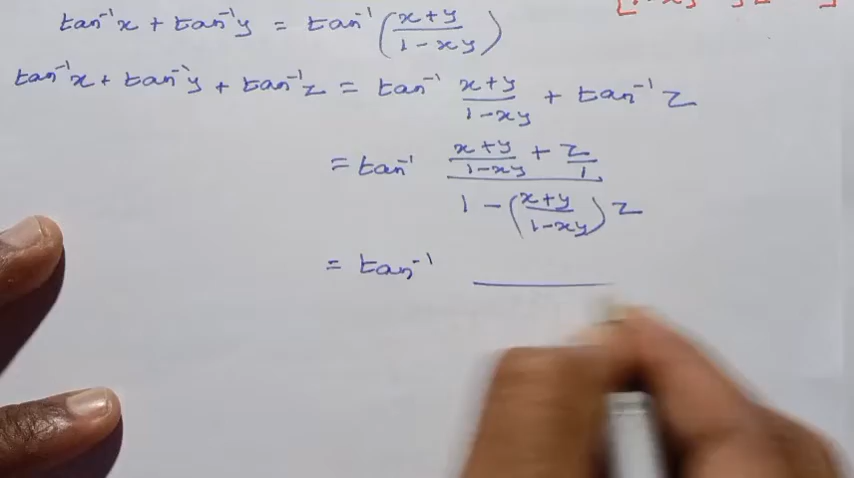 tan⁻¹x + tan⁻¹y = tan⁻¹ ( (x+y)/(1-xy) )
tan⁻¹x + tan⁻¹y + tan⁻¹z = tan⁻¹ (x+y)/(1-xy) + tan⁻¹ z
= tan⁻¹ ( (x+y)/(1-xy) + z/1 ) / ( 1 - ((x+y)/(1-xy)) z )
= tan⁻¹